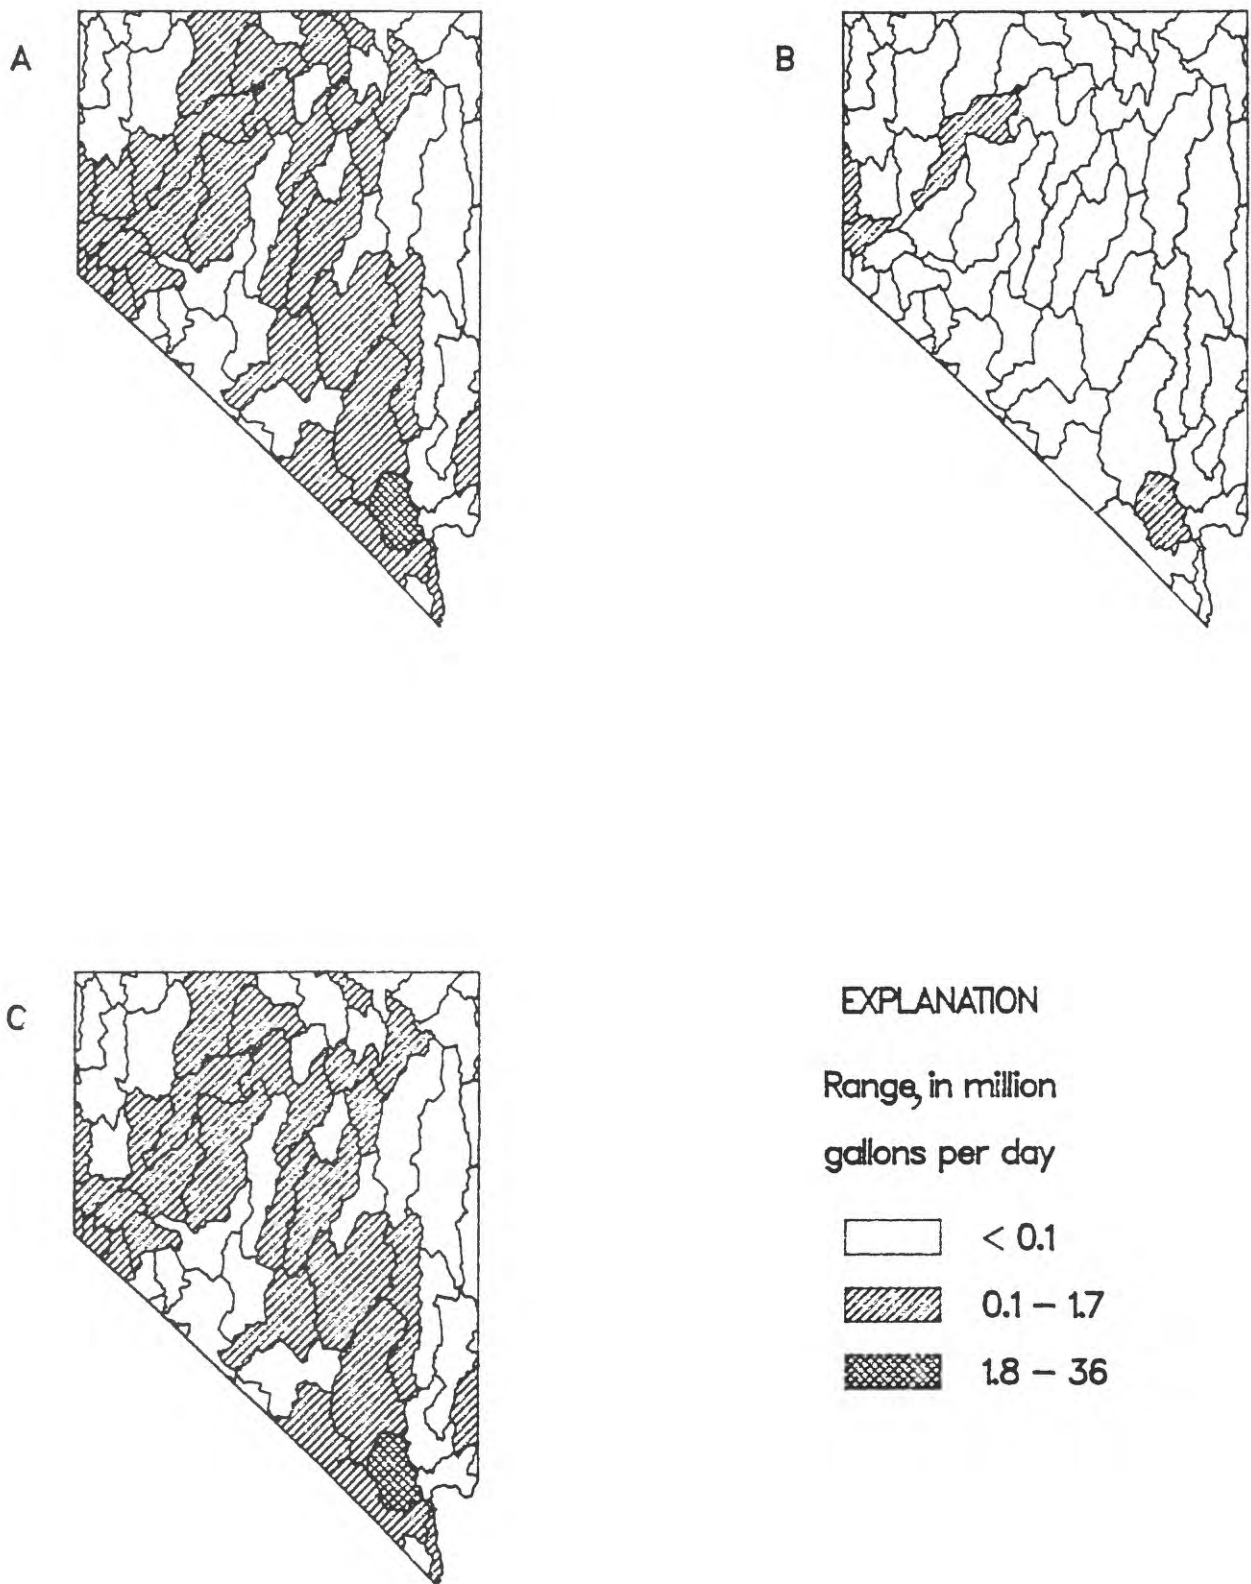 A
B
C
EXPLANATION
Range, in million
gallons per day
< 0.1
0.1 – 1.7
1.8 – 36